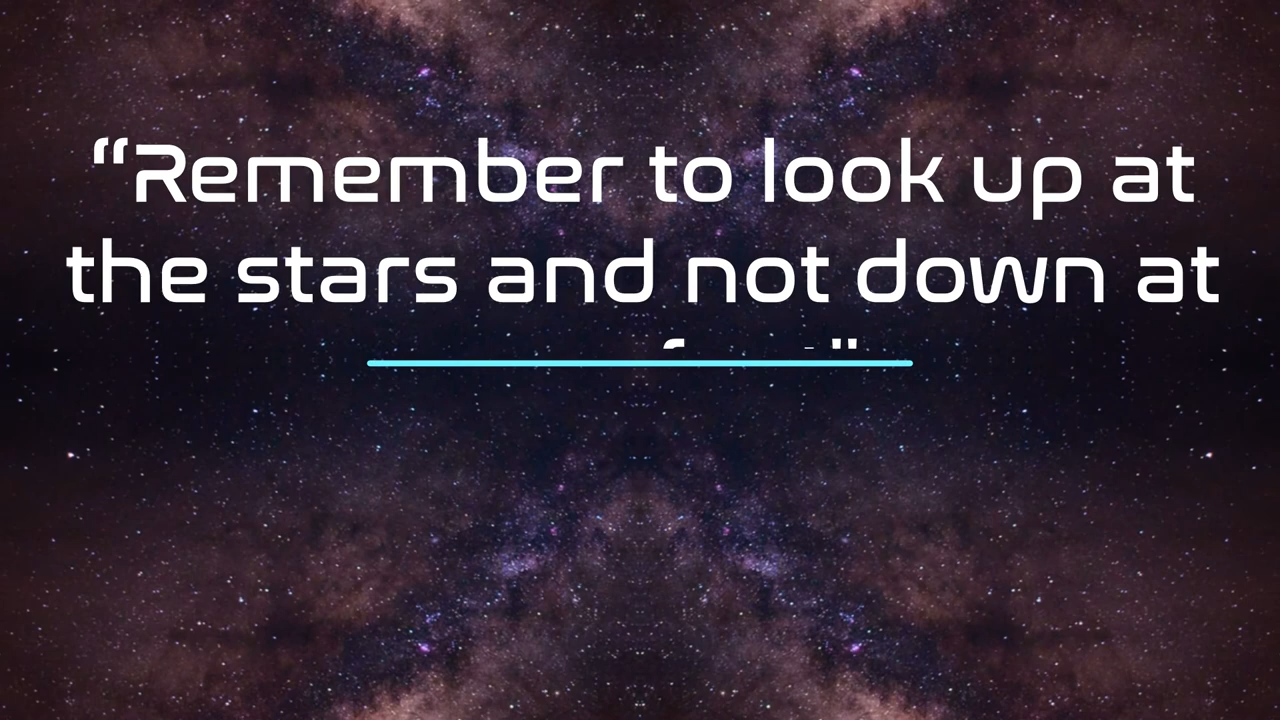 “Remember to look up at
the stars and not down at